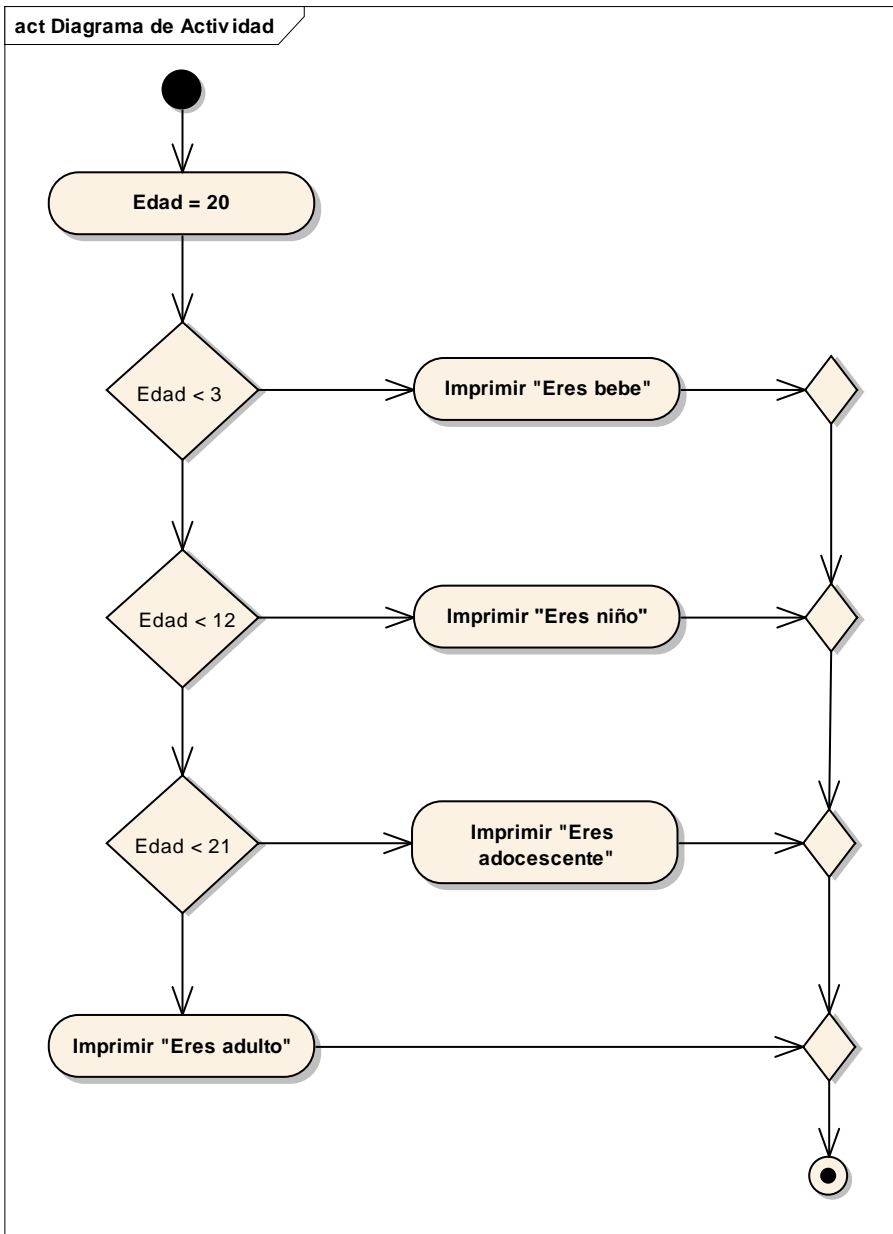 act Diagrama de Actividad
Edad = 20
Edad < 3
Imprimir "Eres bebe"
Edad < 12
Imprimir "Eres niño"
Edad < 21
Imprimir "Eres
adocescente"
Imprimir "Eres adulto"